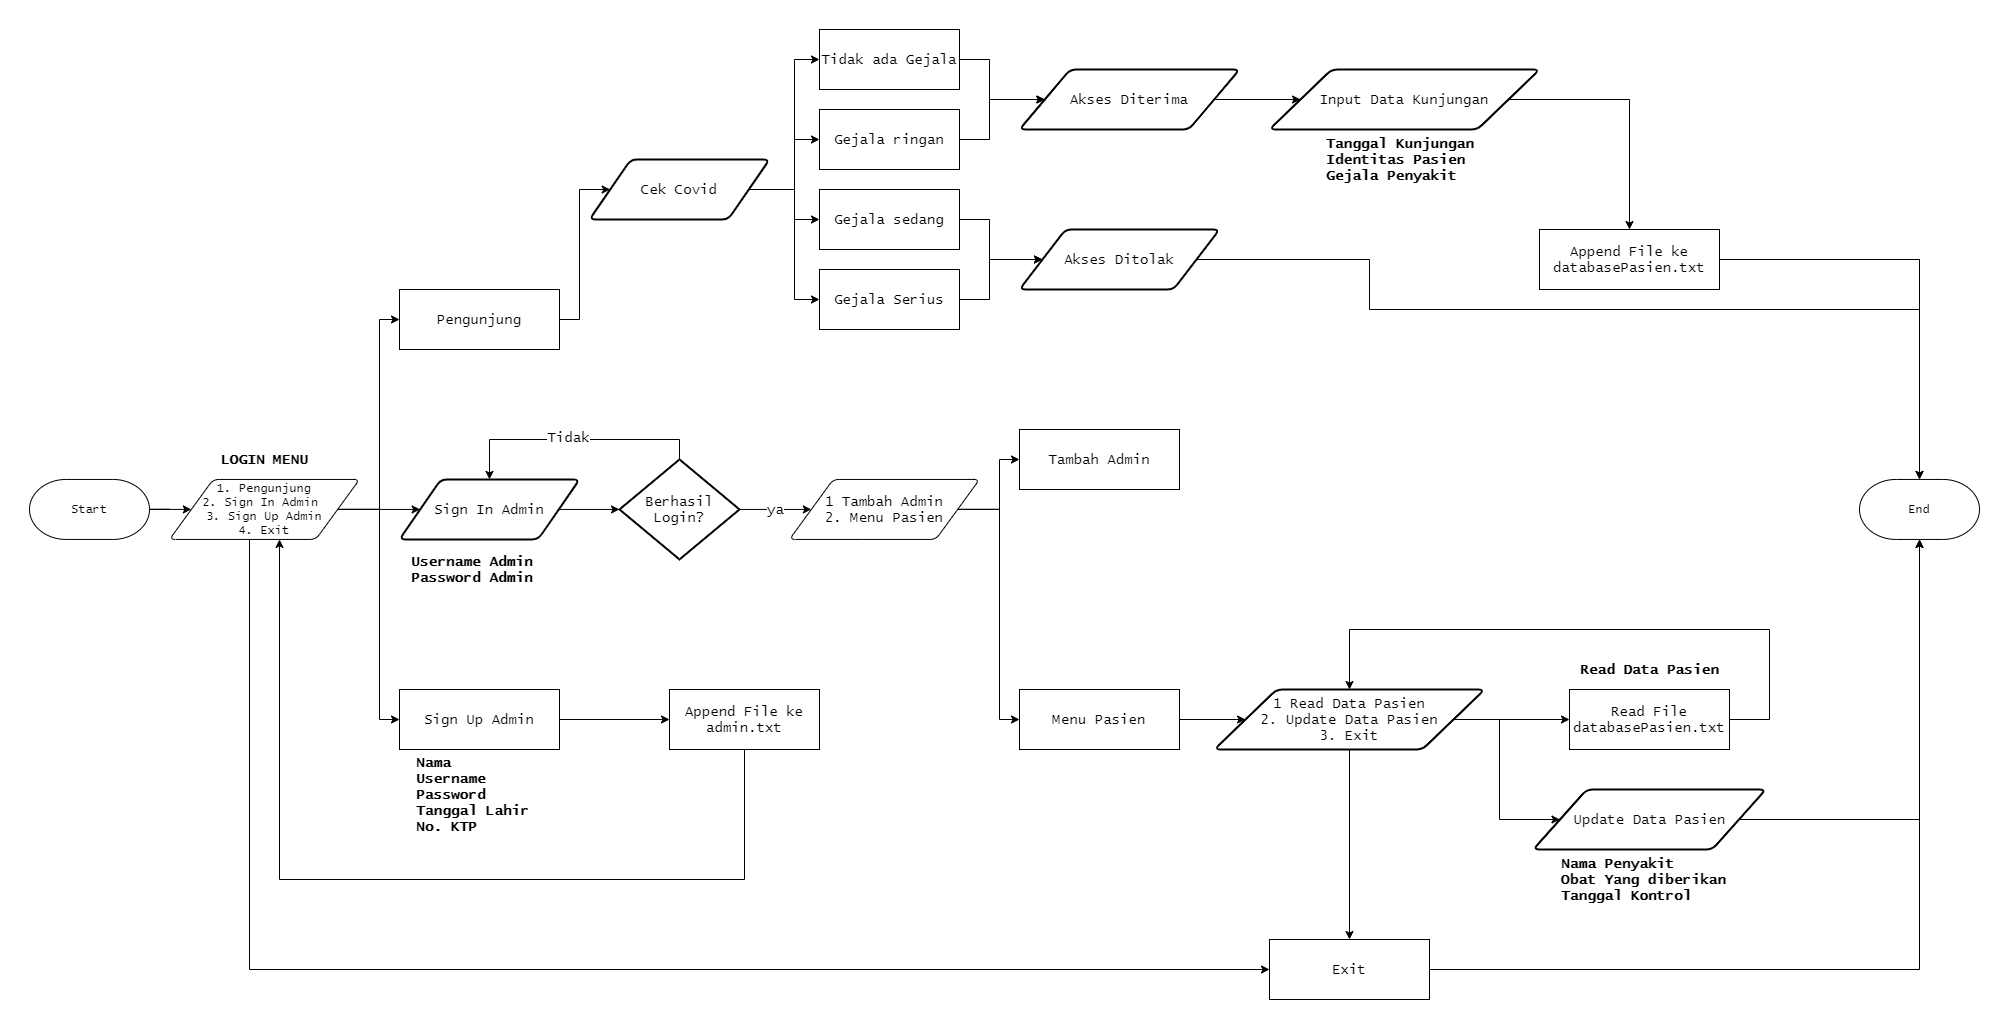 Tidak ada Gejala
Gejala ringan
Gejala sedang
Gejala Serius
Cek Covid
Pengunjung
Akses Diterima
Akses Ditolak
Input Data Kunjungan
Tanggal Kunjungan
Identitas Pasien
Gejala Penyakit
Append File ke
databasePasien.txt
Start
LOGIN MENU
1. Pengunjung
2. Sign In Admin
3. Sign Up Admin
4. Exit
Tidak
Sign In Admin
Username Admin
Password Admin
Berhasil
Login?
ya
1 Tambah Admin
2. Menu Pasien
Tambah Admin
End
Sign Up Admin
Nama
Username
Password
Tanggal Lahir
No. KTP
Append File ke
admin.txt
Menu Pasien
1 Read Data Pasien
2. Update Data Pasien
3. Exit
Read Data Pasien
Read File
databasePasien.txt
Update Data Pasien
Nama Penyakit
Obat Yang diberikan
Tanggal Kontrol
Exit